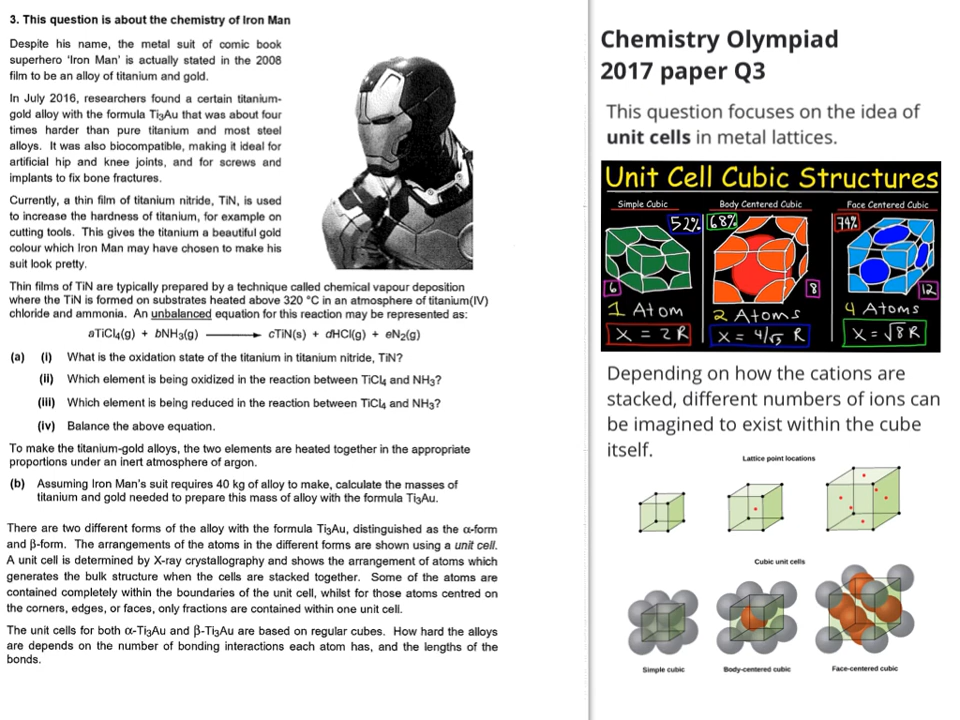 3. This question is about the chemistry of Iron Man
Despite his name, the metal suit of comic book
superhero 'Iron Man' is actually stated in the 2008
film to be an alloy of titanium and gold.
In July 2016, researchers found a certain titanium-
gold alloy with the formula Ti₃Au that was about four
times harder than pure titanium and most steel
alloys. It was also biocompatible, making it ideal for
artificial hip and knee joints, and for screws and
implants to fix bone fractures.
Currently, a thin film of titanium nitride, TiN, is used
to increase the hardness of titanium, for example on
cutting tools. This gives the titanium a beautiful gold
colour which Iron Man may have chosen to make his
suit look pretty.
Thin films of TiN are typically prepared by a technique called chemical vapour deposition
where the TiN is formed on substrates heated above 320 °C in an atmosphere of titanium(IV)
chloride and ammonia. An unbalanced equation for this reaction may be represented as:
aTiCl₄(g) + bNH₃(g) ⟶ cTiN(s) + dHCl(g) + eN₂(g)
(a) (i) What is the oxidation state of the titanium in titanium nitride, TiN?
(ii) Which element is being oxidized in the reaction between TiCl₄ and NH₃?
(iii) Which element is being reduced in the reaction between TiCl₄ and NH₃?
(iv) Balance the above equation.
To make the titanium-gold alloys, the two elements are heated together in the appropriate
proportions under an inert atmosphere of argon.
(b) Assuming Iron Man's suit requires 40 kg of alloy to make, calculate the masses of
titanium and gold needed to prepare this mass of alloy with the formula Ti₃Au.
There are two different forms of the alloy with the formula Ti₃Au, distinguished as the α-form
and β-form. The arrangements of the atoms in the different forms are shown using a unit cell.
A unit cell is determined by X-ray crystallography and shows the arrangement of atoms which
generates the bulk structure when the cells are stacked together. Some of the atoms are
contained completely within the boundaries of the unit cell, whilst for those atoms centred on
the corners, edges, or faces, only fractions are contained within one unit cell.
The unit cells for both α-Ti₃Au and β-Ti₃Au are based on regular cubes. How hard the alloys
are depends on the number of bonding interactions each atom has, and the lengths of the
bonds.
Chemistry Olympiad
2017 paper Q3
This question focuses on the idea of
unit cells in metal lattices.
Unit Cell Cubic Structures
Simple Cubic Body Centered Cubic Face Centered Cubic
52% 68% 74%
6 8 12
1 Atom 2 Atoms 4 Atoms
X = 2R X = 4/√3 R X = √8 R
Depending on how the cations are
stacked, different numbers of ions can
be imagined to exist within the cube
itself.
Lattice point locations
Cubic unit cells
Simple cubic Body-centered cubic Face-centered cubic